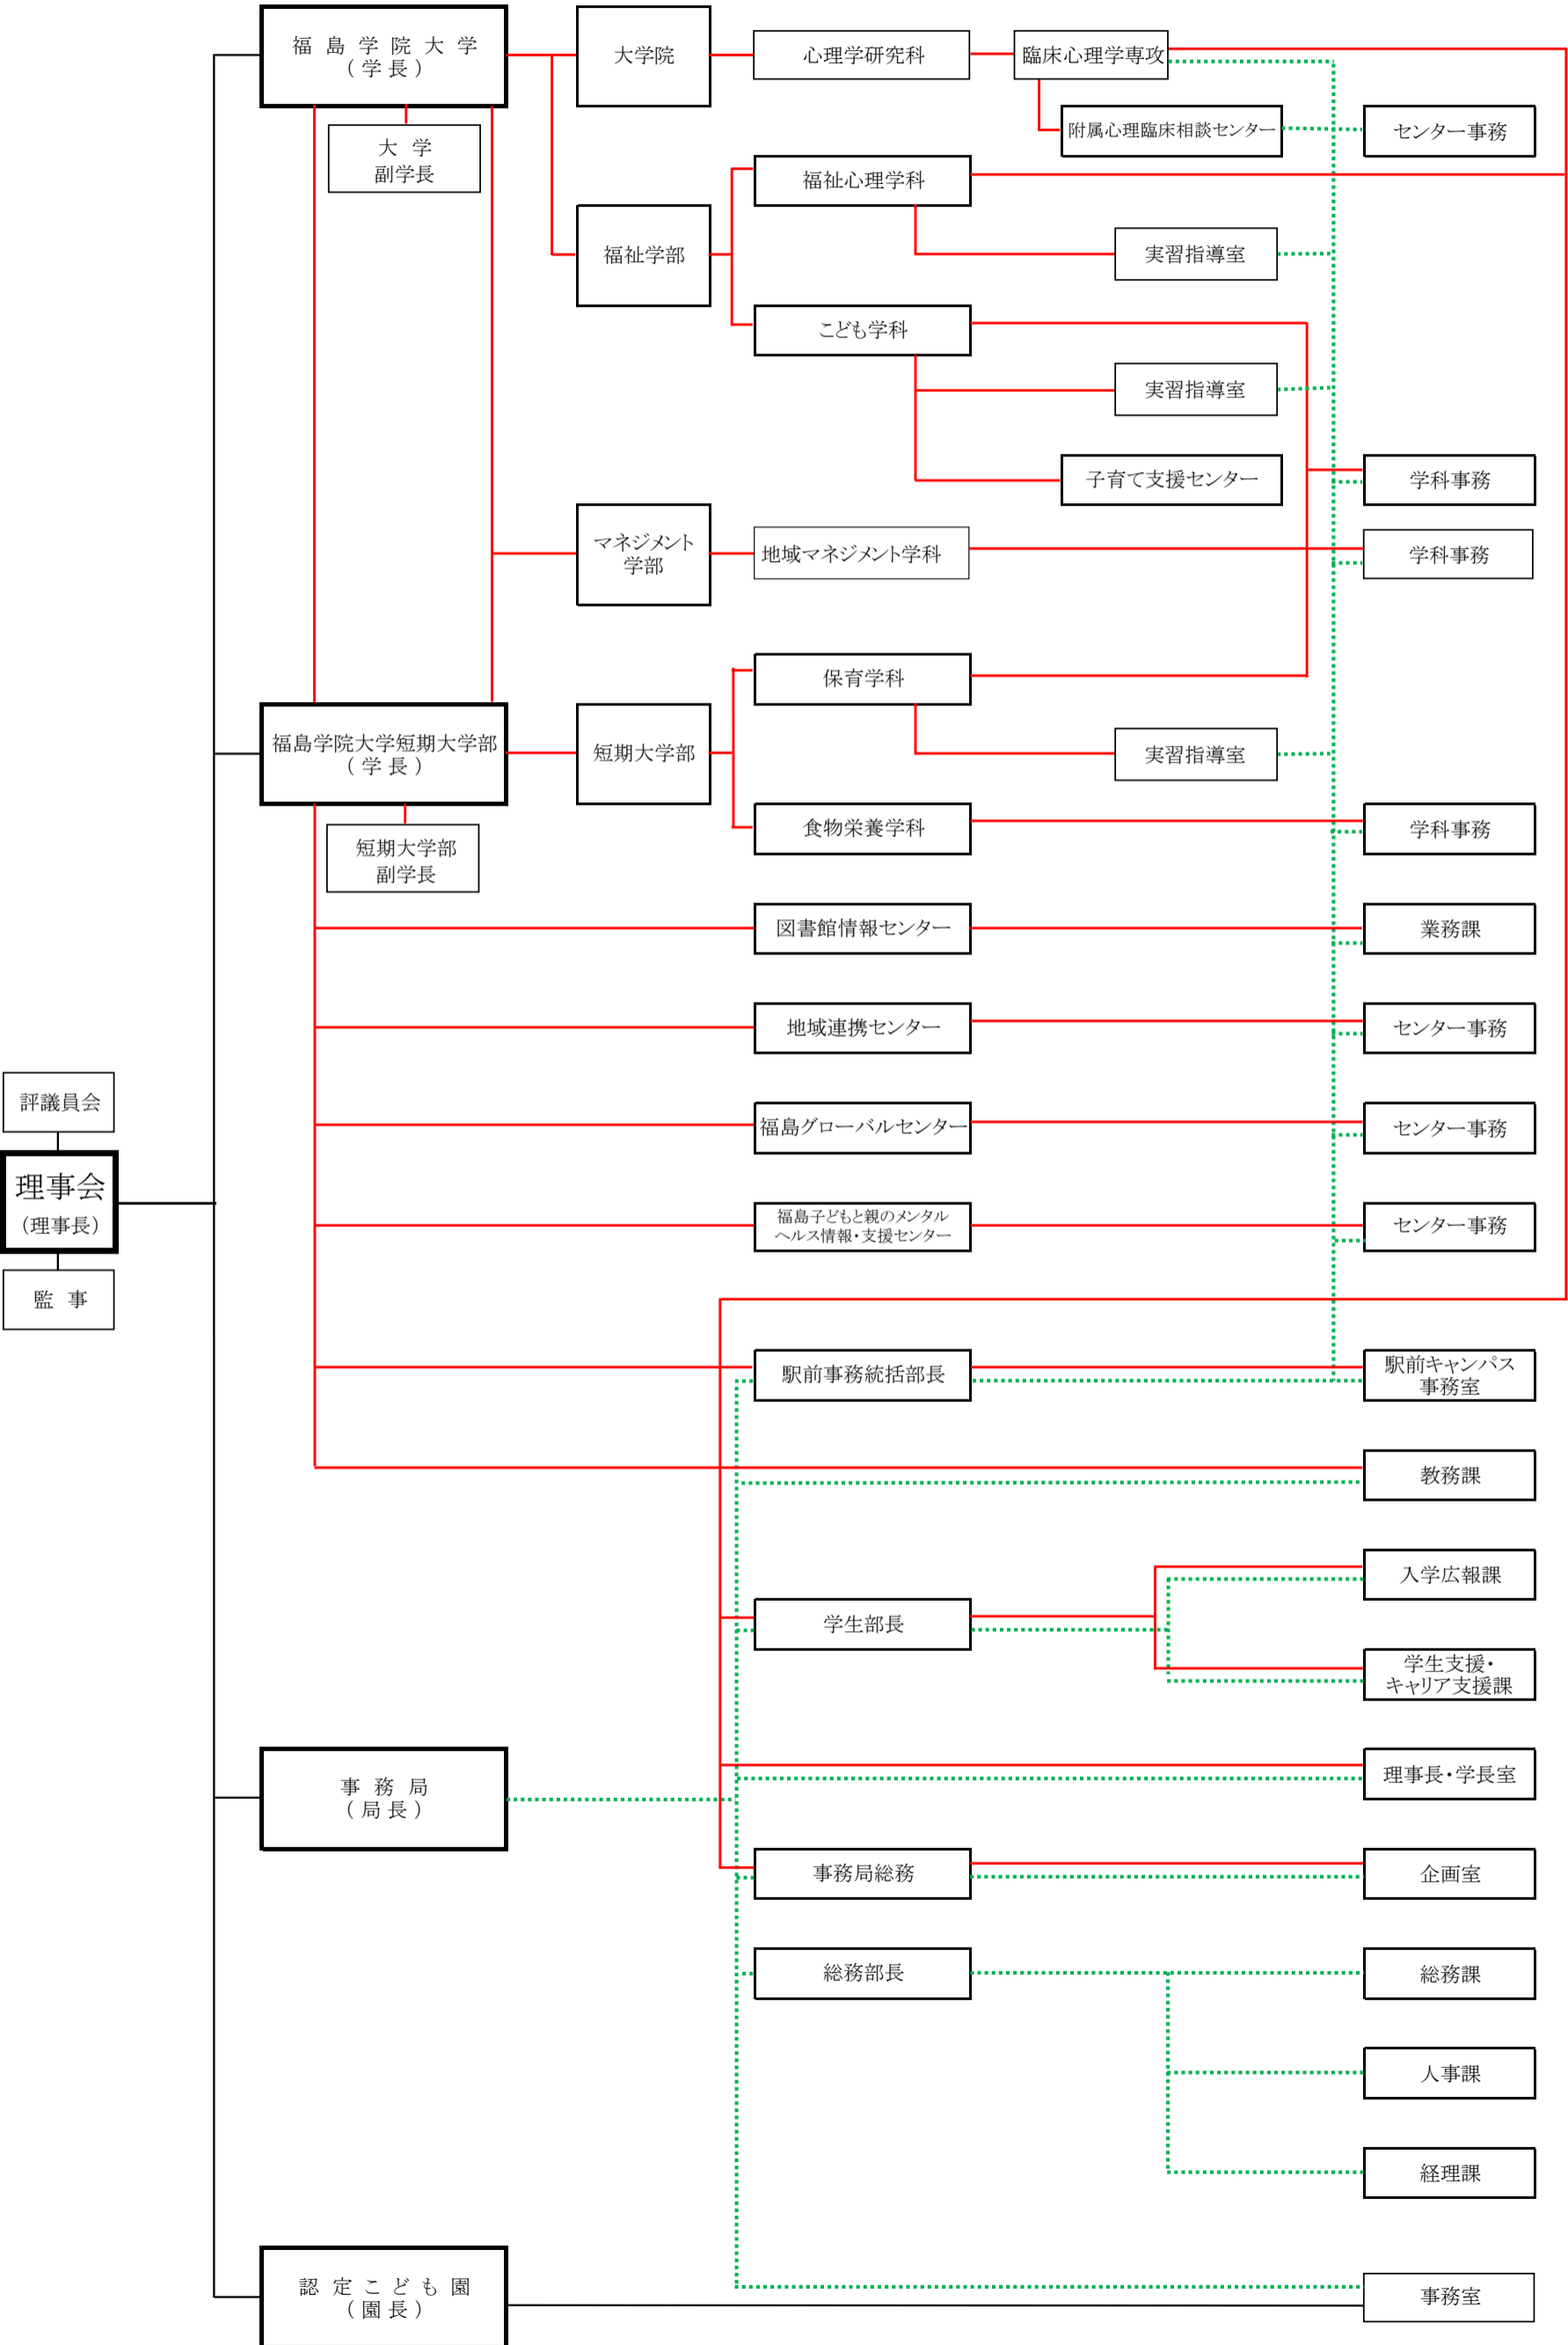 福 島 学 院 大 学
（ 学 長 ）
大 学
副学長
大学院
心理学研究科
臨床心理学専攻
附属心理臨床相談センター
センター事務
福祉学部
福祉心理学科
実習指導室
こども学科
実習指導室
子育て支援センター
学科事務
マネジメント
学部
地域マネジメント学科
学科事務
福島学院大学短期大学部
（ 学 長 ）
短期大学部
副学長
短期大学部
保育学科
実習指導室
食物栄養学科
学科事務
図書館情報センター
業務課
地域連携センター
センター事務
評議員会
理事会
（理事長）
監 事
福島グローバルセンター
センター事務
福島子どもと親のメンタル
ヘルス情報・支援センター
センター事務
駅前事務統括部長
駅前キャンパス
事務室
教務課
学生部長
入学広報課
学生支援・
キャリア支援課
事 務 局
（ 局 長 ）
理事長・学長室
事務局総務
企画室
総務部長
総務課
人事課
経理課
認 定 こ ど も 園
（ 園 長 ）
事務室